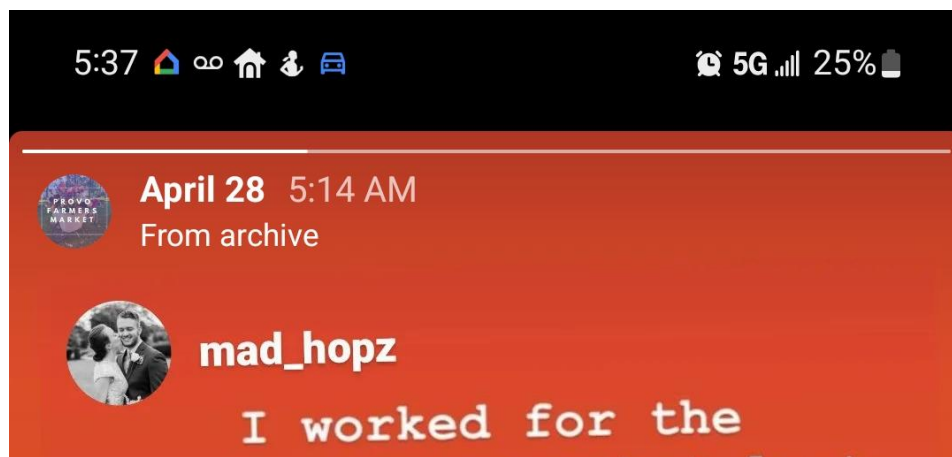 5:37 5G 25%
PROVO
FARMERS
MARKET
April 28 5:14 AM
From archive
mad_hopz
I worked for the